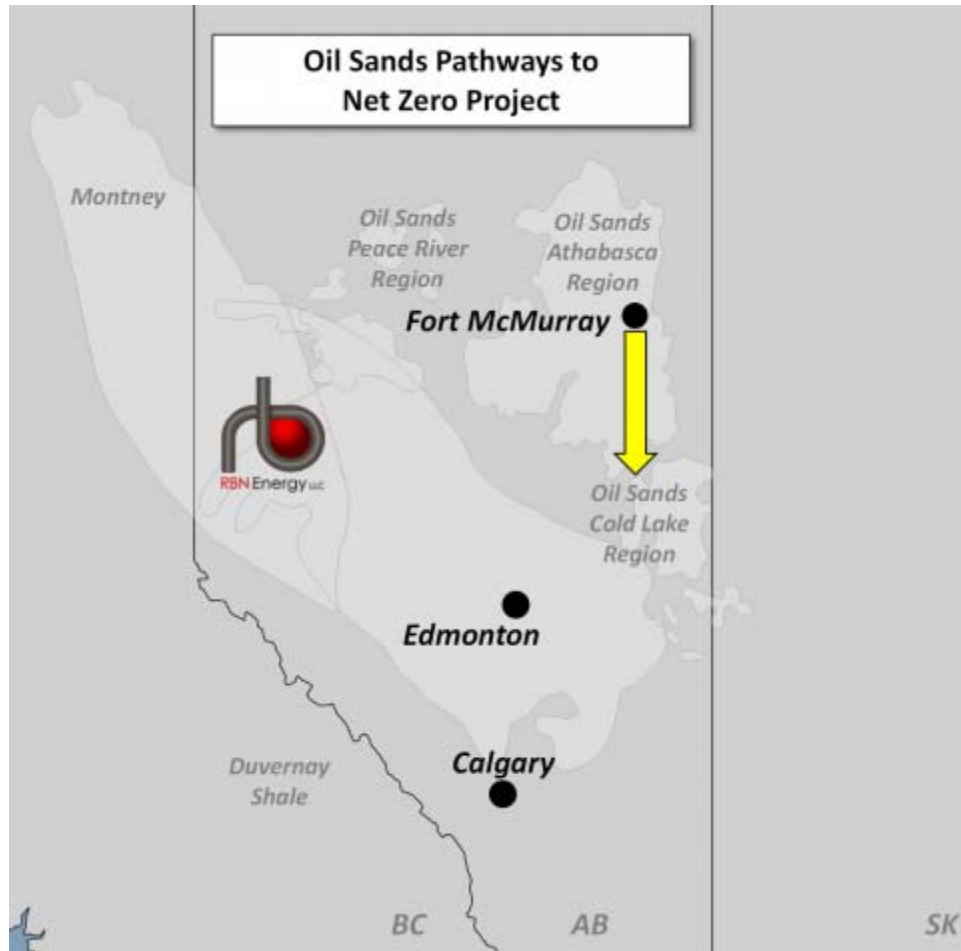 Oil Sands Pathways to
Net Zero Project
Montney
Oil Sands
Peace River
Region
Oil Sands
Athabasca
Region
Fort McMurray
RBN Energy LLC
Oil Sands
Cold Lake
Region
Edmonton
Calgary
Duvernay
Shale
BC
AB
SK